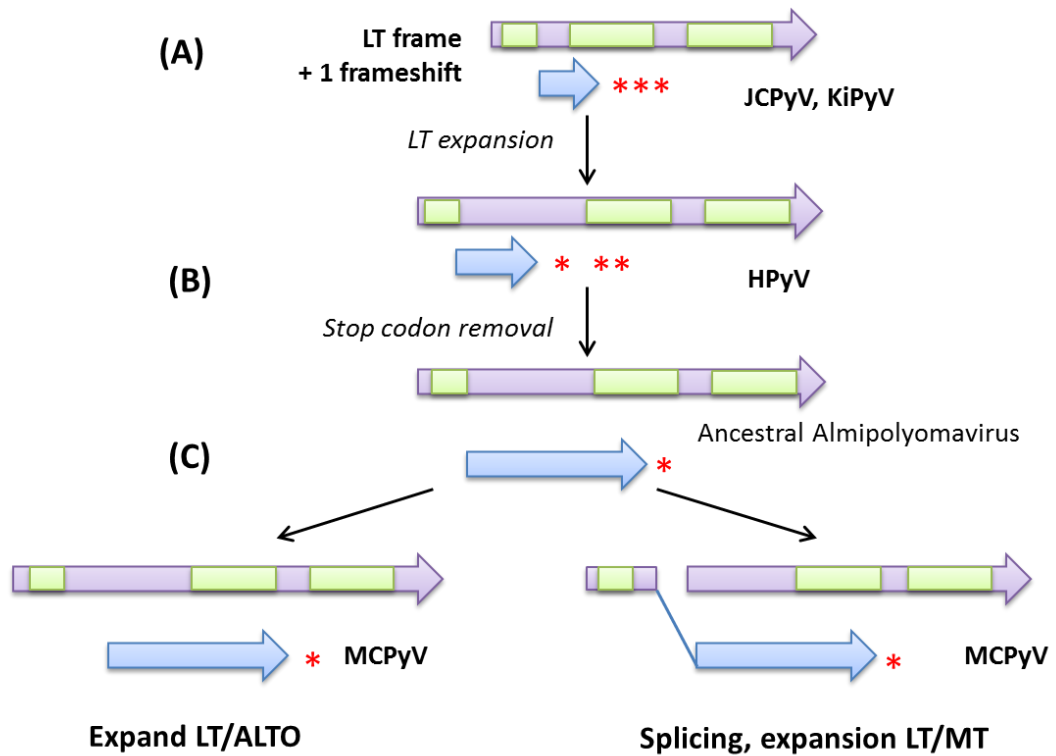 (A)
LT frame
+ 1 frameshift
***
JCPyV, KiPyV
LT expansion
* **
HPyV
(B)
Stop codon removal
Ancestral Almipolyomavirus
(C)
*
* MCPyV
* MCPyV
Expand LT/ALTO
Splicing, expansion LT/MT